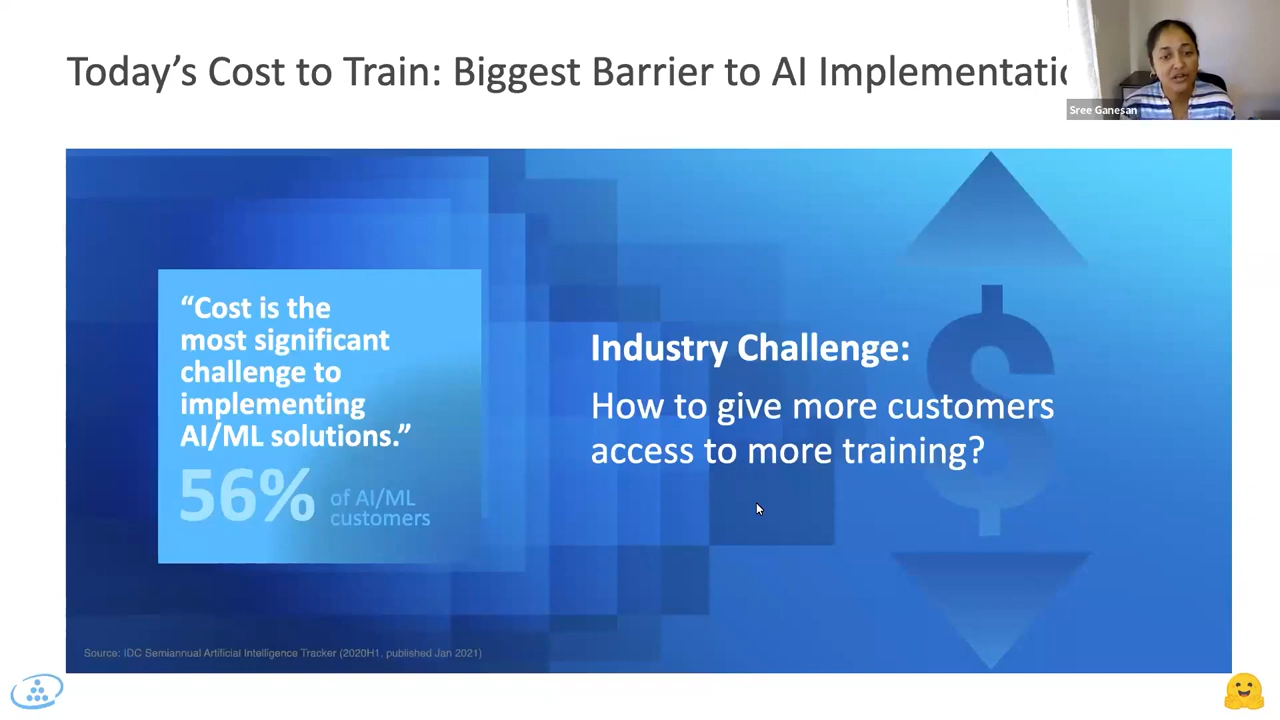 Today’s Cost to Train: Biggest Barrier to AI Implementatio
Sree Ganesan
“Cost is the
most significant
challenge to
implementing
AI/ML solutions.”
56% of AI/ML
customers
Industry Challenge:
How to give more customers
access to more training?
Source: IDC Semiannual Artificial Intelligence Tracker (2020H1, published Jan 2021)